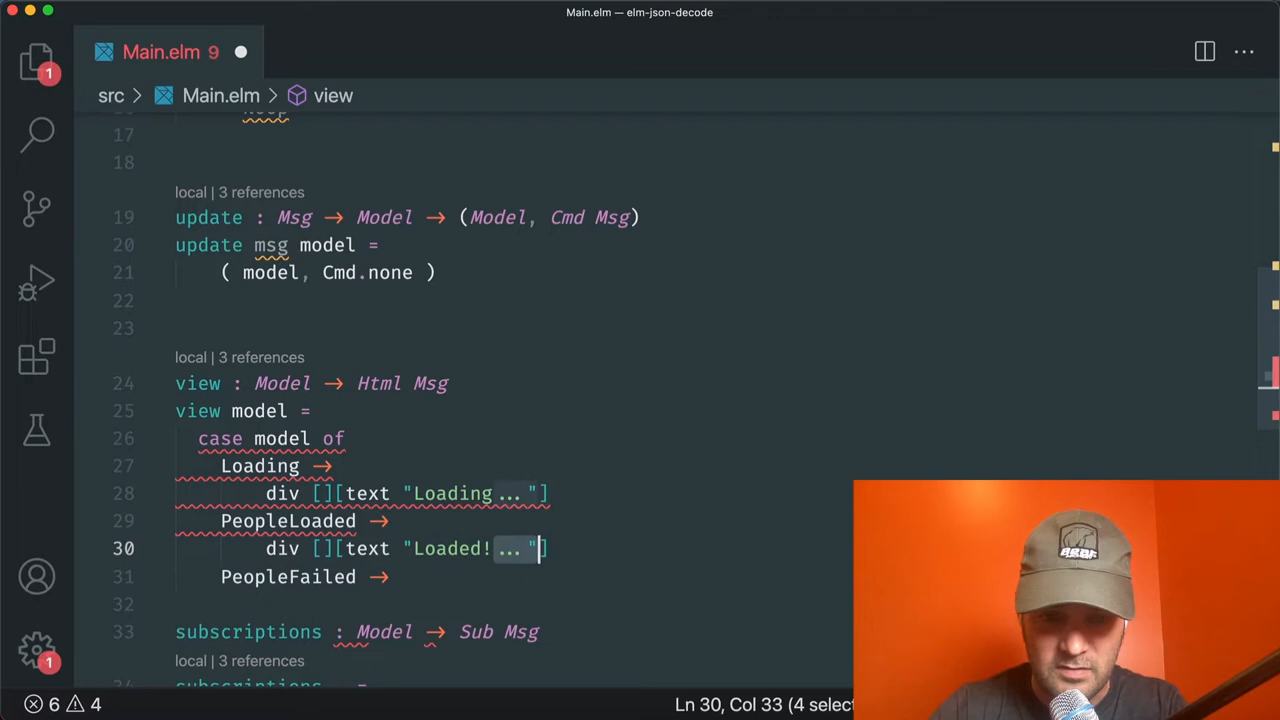 Main.elm — elm-json-decode
1
Main.elm 9
src > Main.elm > view
Noop
17
18
local | 3 references
19 update : Msg → Model → (Model, Cmd Msg)
20 update msg model =
21 ( model, Cmd.none )
22
23
local | 3 references
24 view : Model → Html Msg
25 view model =
26 case model of
27 Loading →
28 div [][text "Loading..."]
29 PeopleLoaded →
30 div [][text "Loaded!..."]
31 PeopleFailed →
32
33 subscriptions : Model → Sub Msg
local | 3 references
1
6 4
Ln 30, Col 33 (4 select